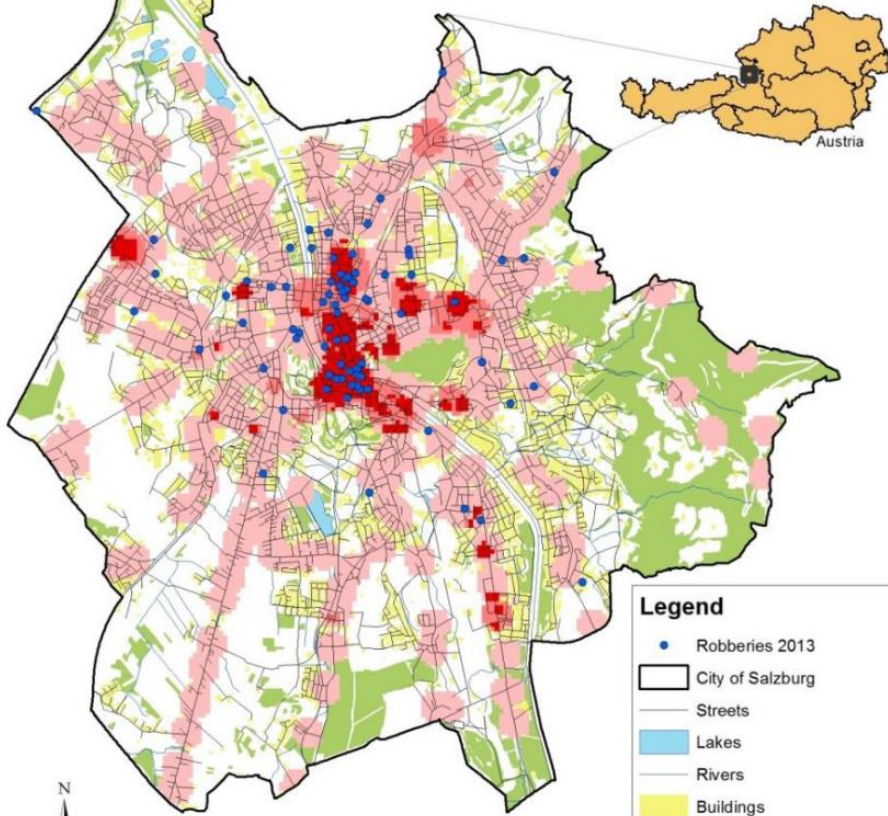 Austria
Legend
Robberies 2013
City of Salzburg
Streets
Lakes
Rivers
Buildings
N